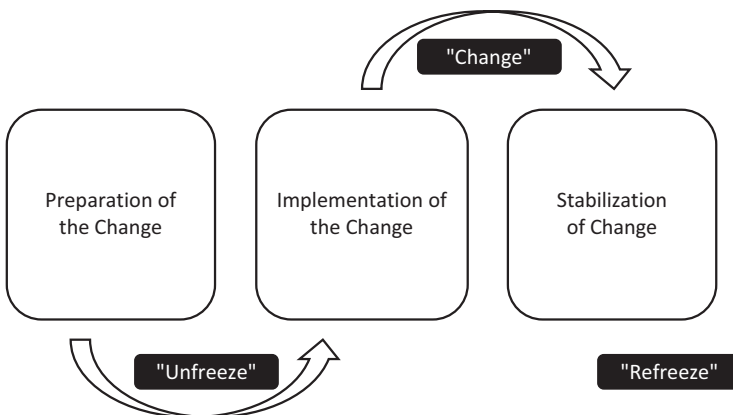 "Change"
Preparation of
the Change
Implementation of
the Change
Stabilization
of Change
"Unfreeze"
"Refreeze"